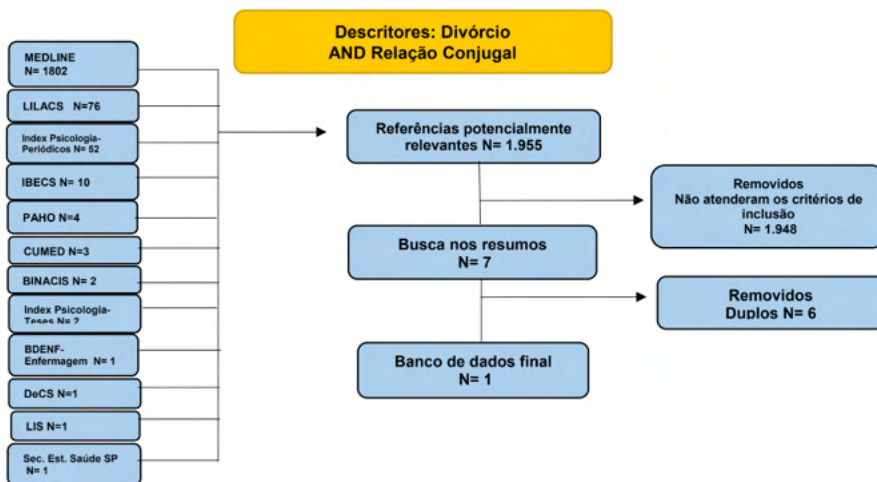 Descritores: Divórcio
AND Relação Conjugal
MEDLINE
N= 1802
LILACS N=76
Index Psicologia-
Periódicos N= 52
IBECS N= 10
PAHO N=4
CUMED N=3
BINACIS N= 2
Index Psicologia-
Teses N= 2
BDENF-
Enfermagem N= 1
DeCS N=1
LIS N=1
Sec. Est. Saúde SP
N= 1
Referências potencialmente
relevantes N= 1.955
Removidos
Não atenderam os critérios de
inclusão
N= 1.948
Busca nos resumos
N= 7
Removidos
Duplos N= 6
Banco de dados final
N= 1